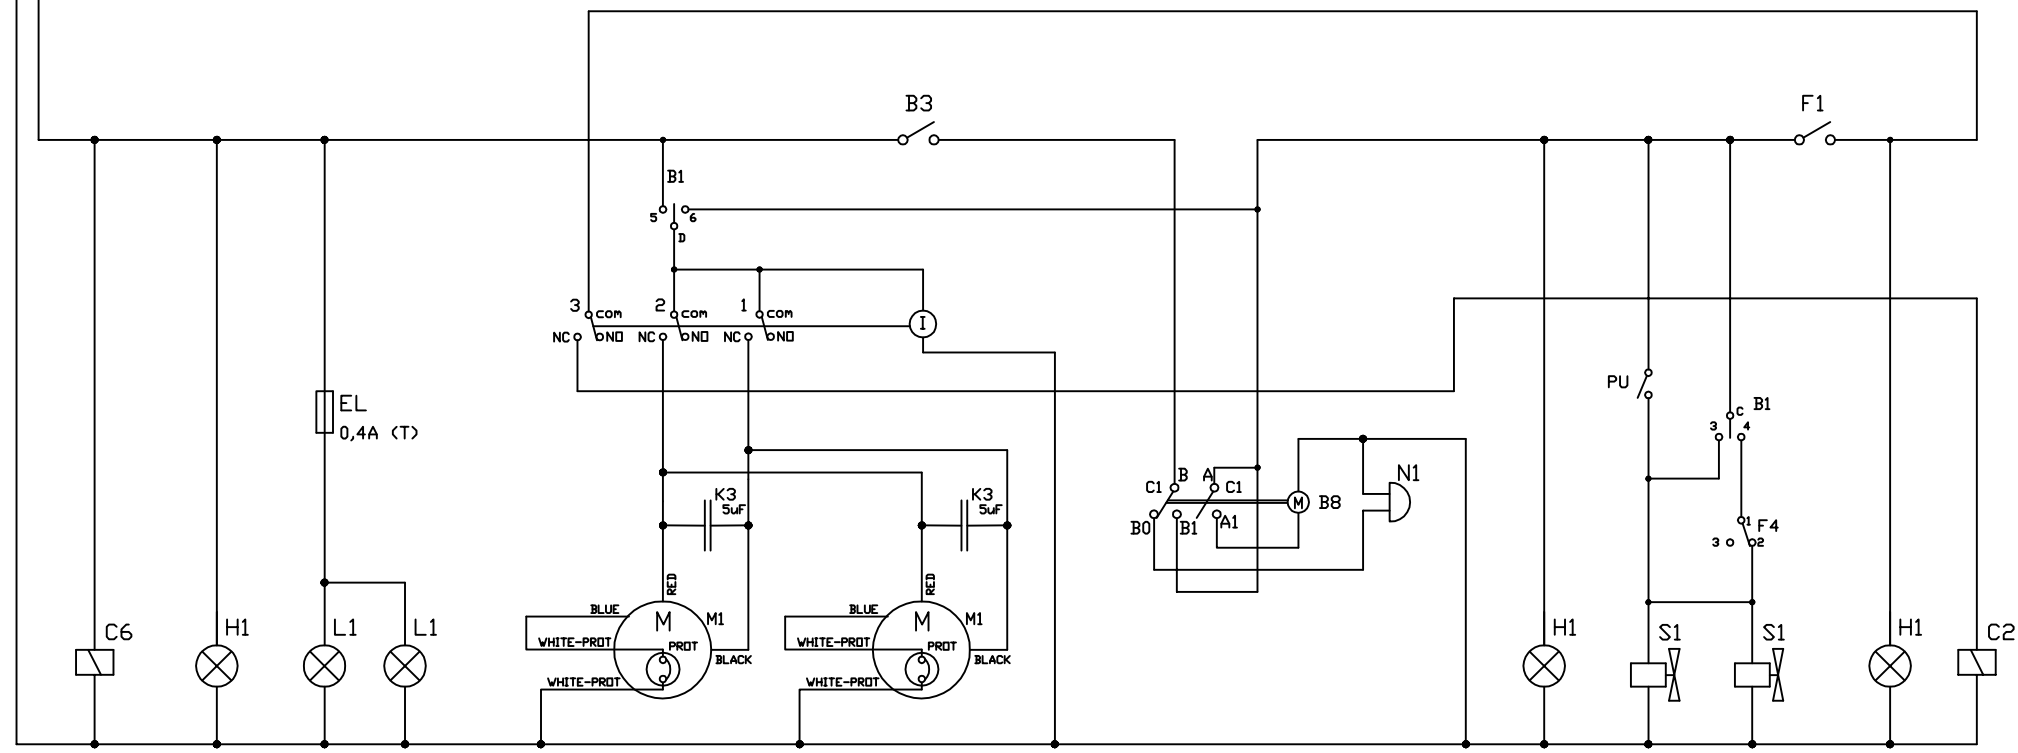 B3
F1
B1
5
6
D
3
COM
2
COM
1
COM
I
NC
NO
NC
NO
NC
NO
PU
EL
0,4A (T)
C
B1
3
4
B
A
N1
C1
C1
K3
5uF
K3
5uF
M
B8
B0
B1
A1
1
F4
3
2
RED
RED
BLUE
BLUE
M
M1
M
M1
C6
H1
L1
L1
H1
S1
S1
H1
C2
WHITE-PROT
PROT
WHITE-PROT
PROT
BLACK
BLACK
WHITE-PROT
WHITE-PROT